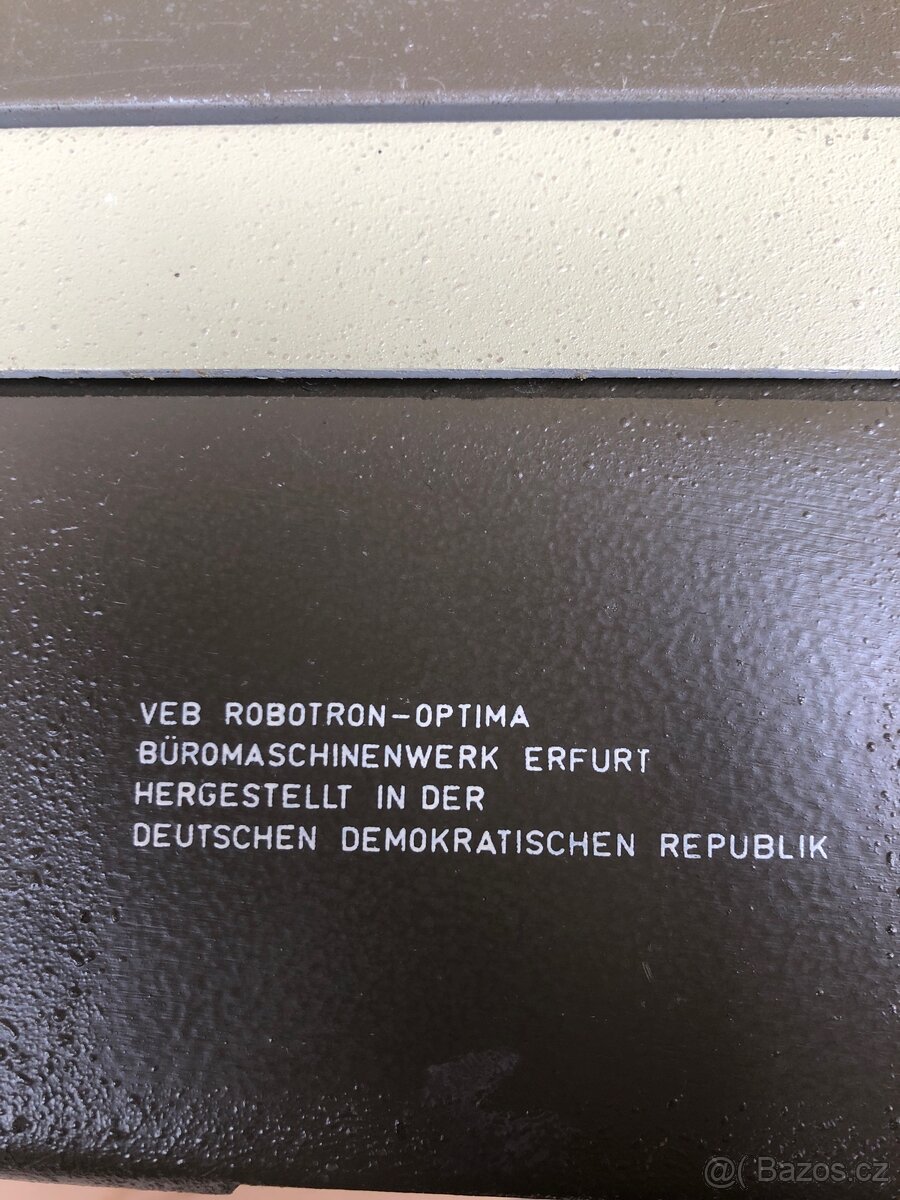 VEB ROBOTRON-OPTIMA
BÜROMASCHINENWERK ERFURT
HERGESTELLT IN DER
DEUTSCHEN DEMOKRATISCHEN REPUBLIK
@( Bazos.cz